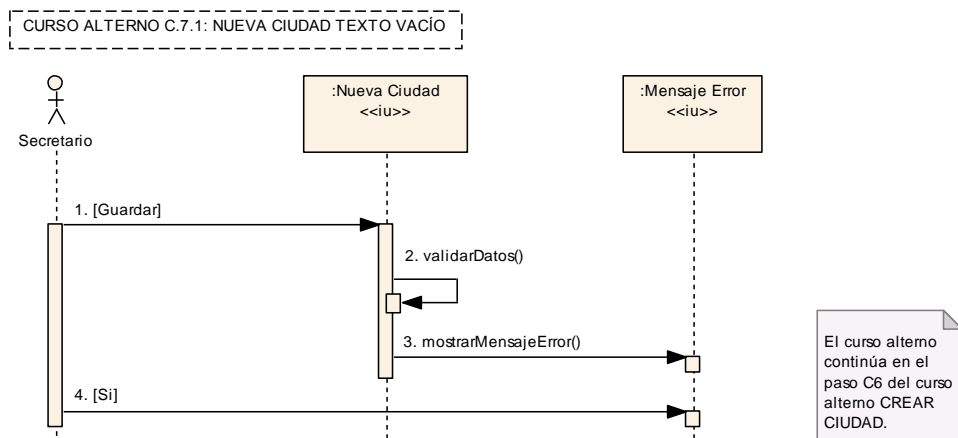 CURSO ALTERNO C.7.1: NUEVA CIUDAD TEXTO VACÍO
:Nueva Ciudad
<<iu>>
:Mensaje Error
<<iu>>
Secretario
1. [Guardar]
2. validarDatos()
3. mostrarMensajeError()
4. [Si]
El curso alterno
continúa en el
paso C6 del curso
alterno CREAR
CIUDAD.